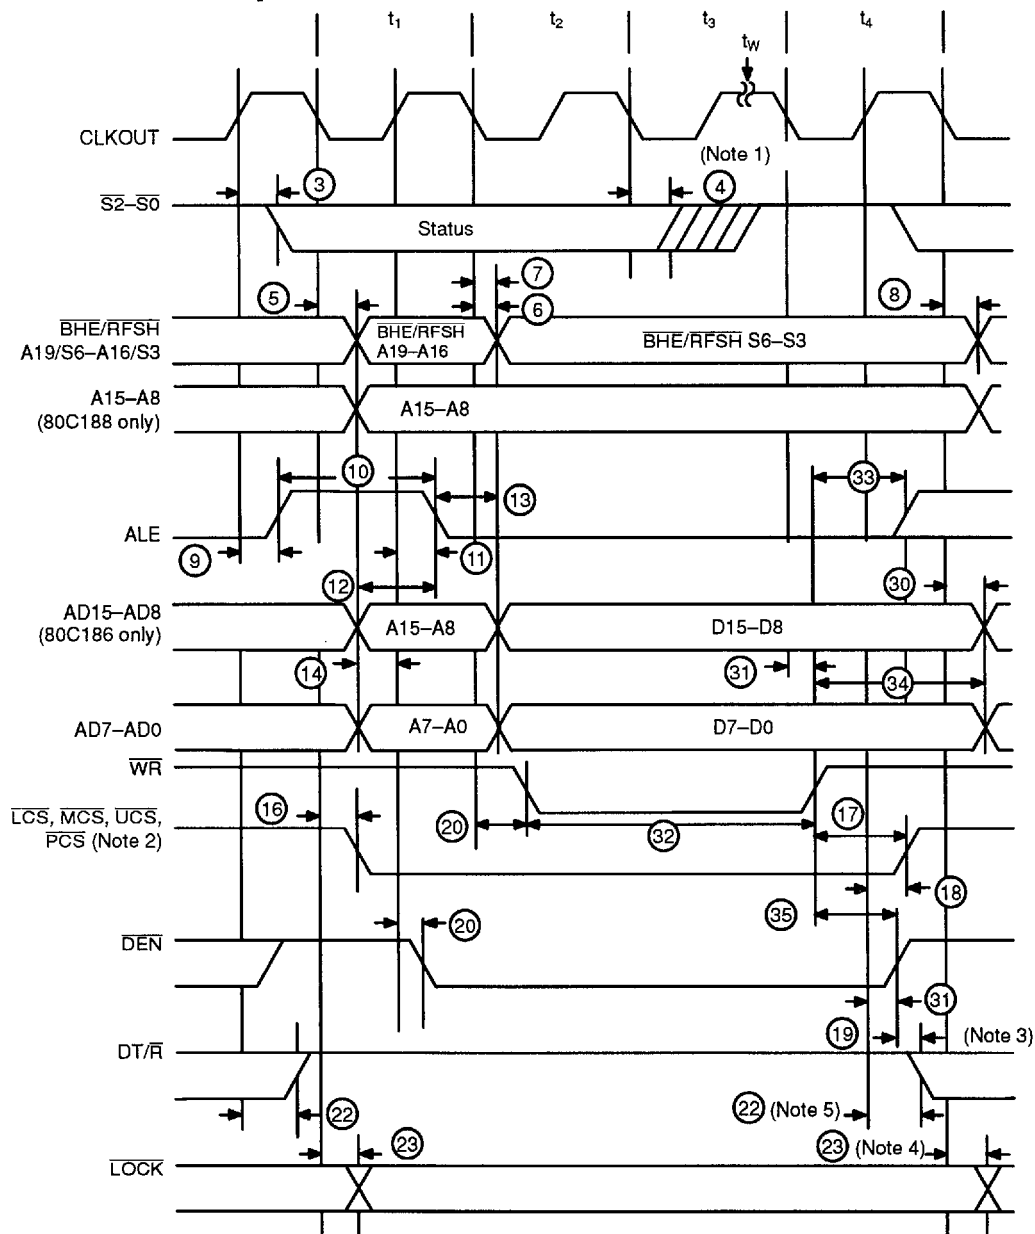 t1 t2 t3 t4
tW
CLKOUT
(Note 1)
3 4
S2–S0
Status
7
5 6 8
BHE/RFSH BHE/RFSH BHE/RFSH S6–S3
A19/S6–A16/S3 A19–A16
A15–A8 A15–A8
(80C188 only)
10 33
13
ALE
9 11
12 30
AD15–AD8 A15–A8 D15–D8
(80C186 only)
14 31
34
AD7–AD0 A7–A0 D7–D0
WR
LCS, MCS, UCS, 16 17
PCS (Note 2) 20 32
18
35
20
DEN
31
19 (Note 3)
DT/R
22 22 (Note 5)
23 23 (Note 4)
LOCK